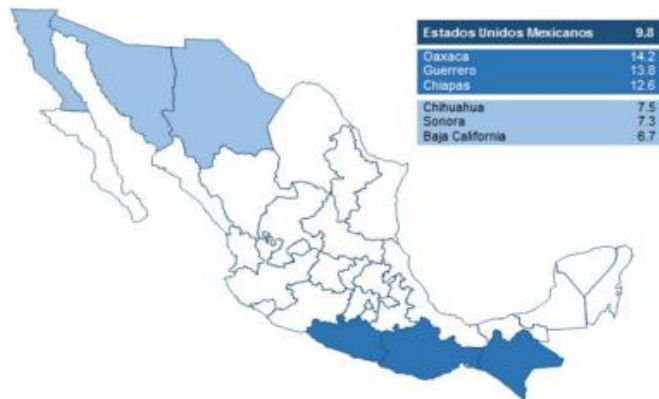 Estados Unidos Mexicanos 9.8
Oaxaca 14.2
Guerrero 13.8
Chiapas 12.6
Chihuahua 7.5
Sonora 7.3
Baja California 6.7